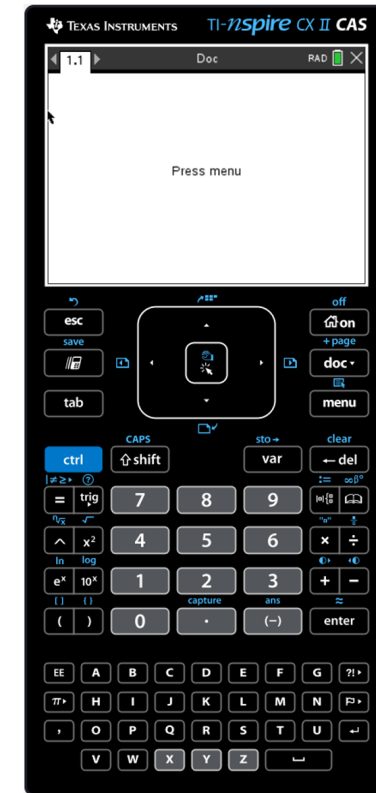 TEXAS INSTRUMENTS TI-nspire CX II CAS
1.1 Doc RAD
Press menu
off
esc on
save + page
doc
tab menu
CAPS sto→ clear
ctrl ⇧shift var ← del
|≠≥▸ ? := ∞β°
= trig 7 8 9
ⁿ√x √ "▫" 
^ x² 4 5 6 × ÷
ln log
eˣ 10ˣ 1 2 3 + −
[ ] { } capture ans ≈
( ) 0 . (−) enter
EE A B C D E F G ?!▸
π▸ H I J K L M N
, O P Q R S T U ↵
V W X Y Z